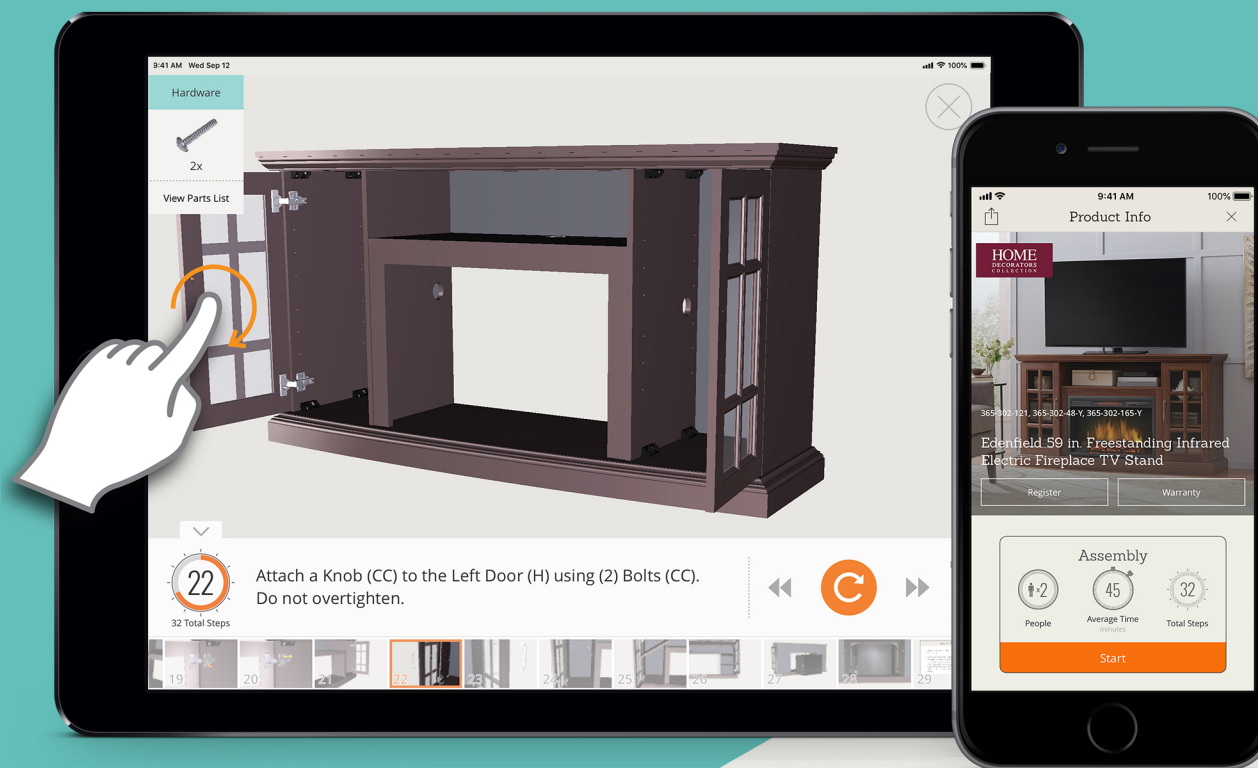 9:41 AM Wed Sep 12
100%
Hardware
2x
View Parts List
22
32 Total Steps
Attach a Knob (CC) to the Left Door (H) using (2) Bolts (CC).
Do not overtighten.
19
20
21
22
23
24
25
26
27
28
29
9:41 AM
100%
Product Info
HOME
DECORATORS
COLLECTION
365-302-121, 365-302-48-Y, 365-302-165-Y
Edenfield 59 in. Freestanding Infrared
Electric Fireplace TV Stand
Register
Warranty
Assembly
×2
45
32
People
Average Time
minutes
Total Steps
Start